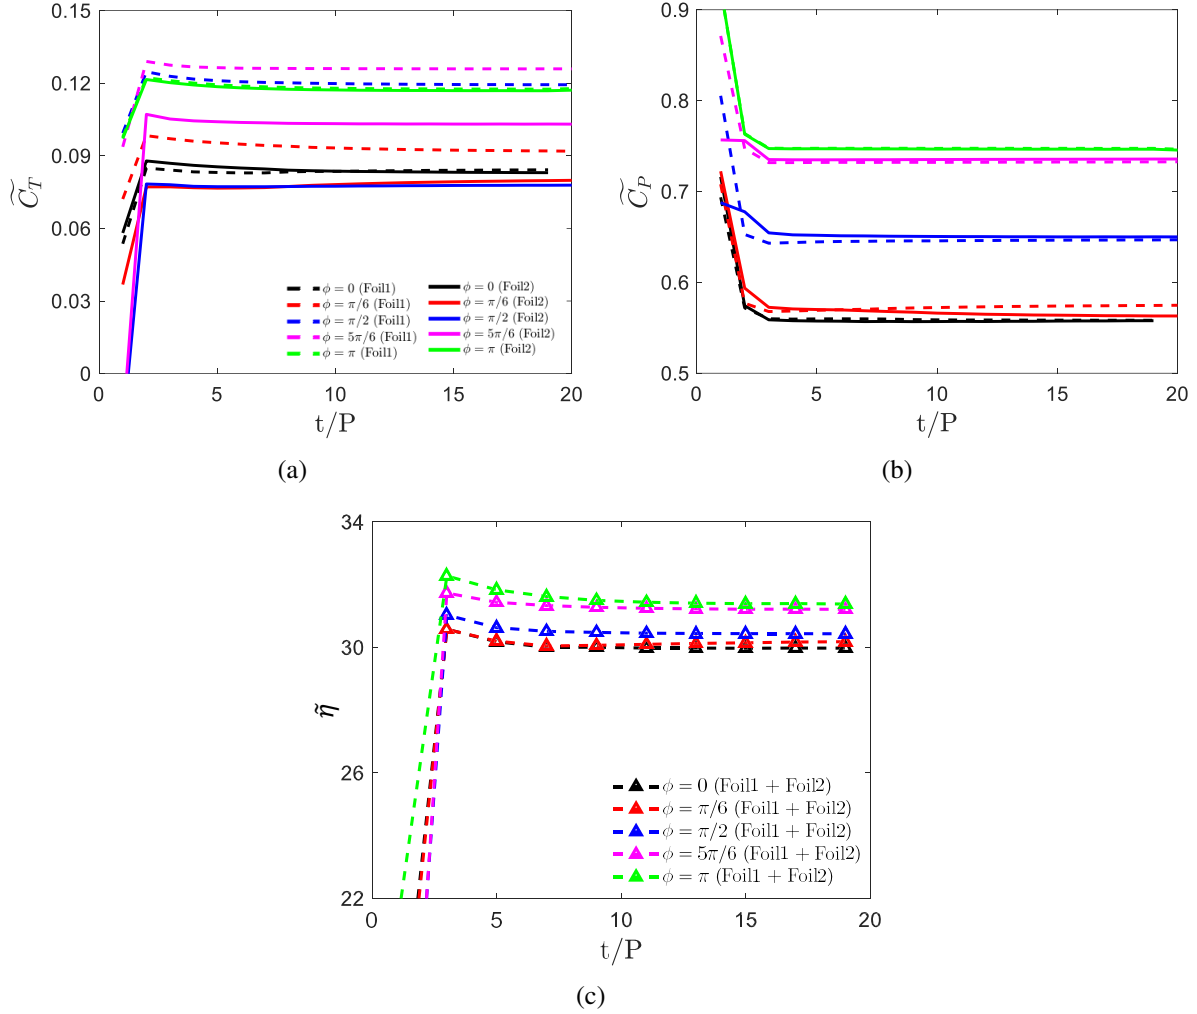 0.15
0.12
0.09
0.06
0.03
0
0 5 10 15 20
C̃_T
t/P
ϕ = 0 (Foil1) ϕ = 0 (Foil2)
ϕ = π/6 (Foil1) ϕ = π/6 (Foil2)
ϕ = π/2 (Foil1) ϕ = π/2 (Foil2)
ϕ = 5π/6 (Foil1) ϕ = 5π/6 (Foil2)
ϕ = π (Foil1) ϕ = π (Foil2)
(a)
0.9
0.8
0.7
0.6
0.5
0 5 10 15 20
C̃_P
t/P
(b)
34
30
26
22
0 5 10 15 20
η̃
t/P
ϕ = 0 (Foil1 + Foil2)
ϕ = π/6 (Foil1 + Foil2)
ϕ = π/2 (Foil1 + Foil2)
ϕ = 5π/6 (Foil1 + Foil2)
ϕ = π (Foil1 + Foil2)
(c)